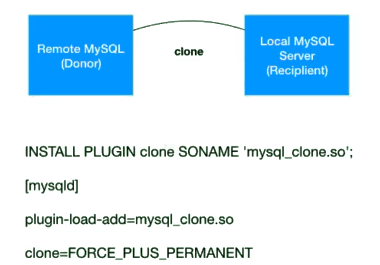 Remote MySQL
(Donor)
clone
Local MySQL
Server
(Reciplient)
INSTALL PLUGIN clone SONAME 'mysql_clone.so';
[mysqld]
plugin-load-add=mysql_clone.so
clone=FORCE_PLUS_PERMANENT